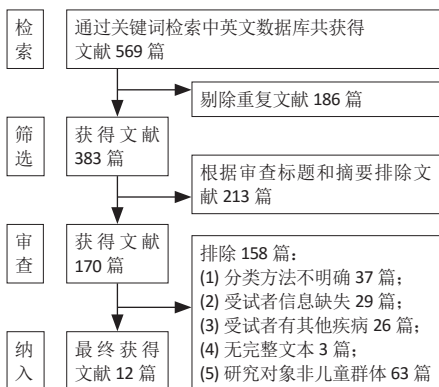 检索
通过关键词检索中英文数据库共获得
文献 569 篇
剔除重复文献 186 篇
筛选
获得文献
383 篇
根据审查标题和摘要排除文
献 213 篇
审查
获得文献
170 篇
排除 158 篇：
(1) 分类方法不明确 37 篇；
(2) 受试者信息缺失 29 篇；
(3) 受试者有其他疾病 26 篇；
(4) 无完整文本 3 篇；
(5) 研究对象非儿童群体 63 篇
纳入
最终获得
文献 12 篇